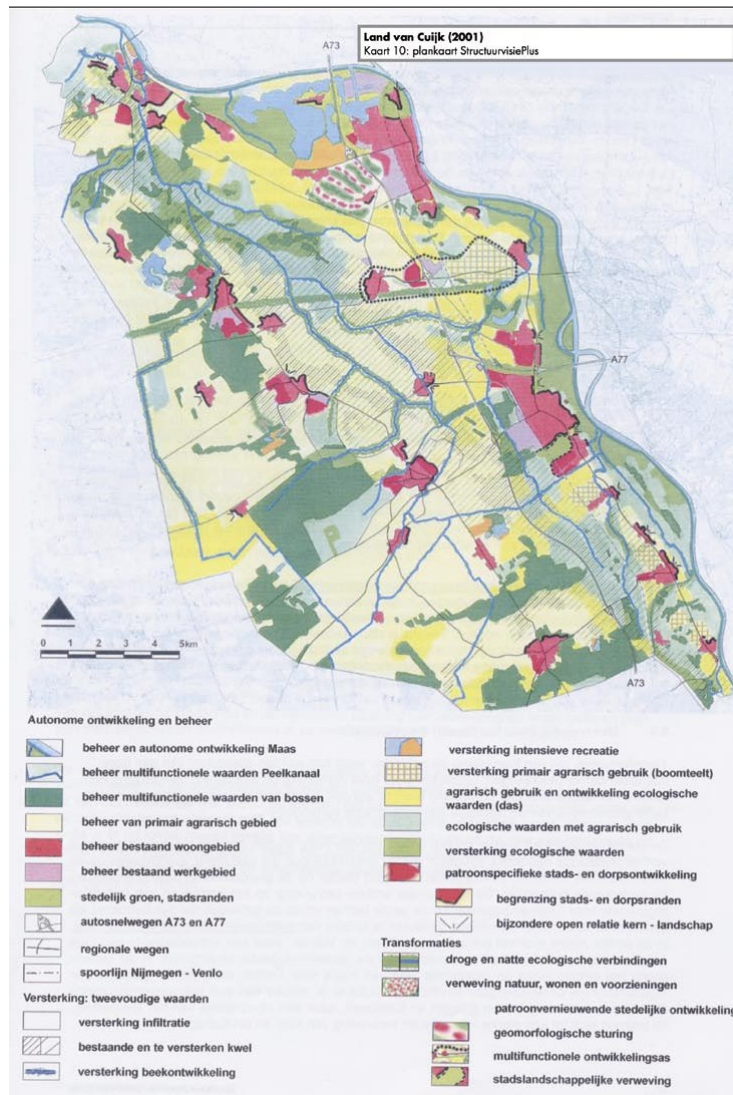 Land van Cuijk (2001)
Kaart 10: plankaart StructuurvisiePlus
A73
A77
A73
0 1 2 3 4 5km
Autonome ontwikkeling en beheer
beheer en autonome ontwikkeling Maas
beheer multifunctionele waarden Peelkanaal
beheer multifunctionele waarden van bossen
beheer van primair agrarisch gebied
beheer bestaand woongebied
beheer bestaand werkgebied
stedelijk groen, stadsranden
autosnelwegen A73 en A77
regionale wegen
spoorlijn Nijmegen - Venlo
Versterking: tweevoudige waarden
versterking infiltratie
bestaande en te versterken kwel
versterking beekontwikkeling
versterking intensieve recreatie
versterking primair agrarisch gebruik (boomteelt)
agrarisch gebruik en ontwikkeling ecologische
waarden (das)
ecologische waarden met agrarisch gebruik
versterking ecologische waarden
patroonspecifieke stads- en dorpsontwikkeling
begrenzing stads- en dorpsranden
bijzondere open relatie kern - landschap
Transformaties
droge en natte ecologische verbindingen
verweving natuur, wonen en voorzieningen
patroonvernieuwende stedelijke ontwikkeling
geomorfologische sturing
multifunctionele ontwikkelingsas
stadslandschappelijke verweving